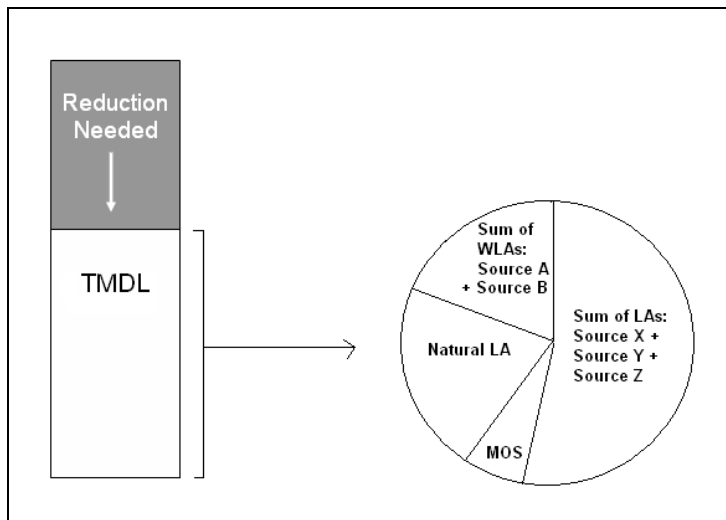 Reduction
Needed
TMDL
Sum of
WLAs:
Source A
+ Source B
Sum of LAs:
Source X +
Source Y +
Source Z
Natural LA
MOS